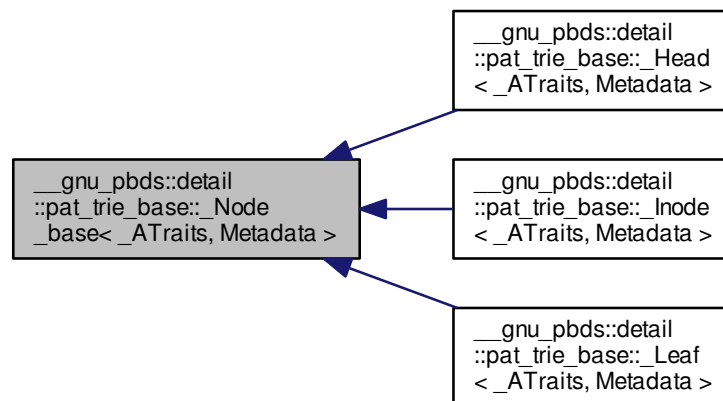 __gnu_pbds::detail
::pat_trie_base::_Head
< _ATraits, Metadata >
__gnu_pbds::detail
::pat_trie_base::_Node
_base< _ATraits, Metadata >
__gnu_pbds::detail
::pat_trie_base::_Inode
< _ATraits, Metadata >
__gnu_pbds::detail
::pat_trie_base::_Leaf
< _ATraits, Metadata >